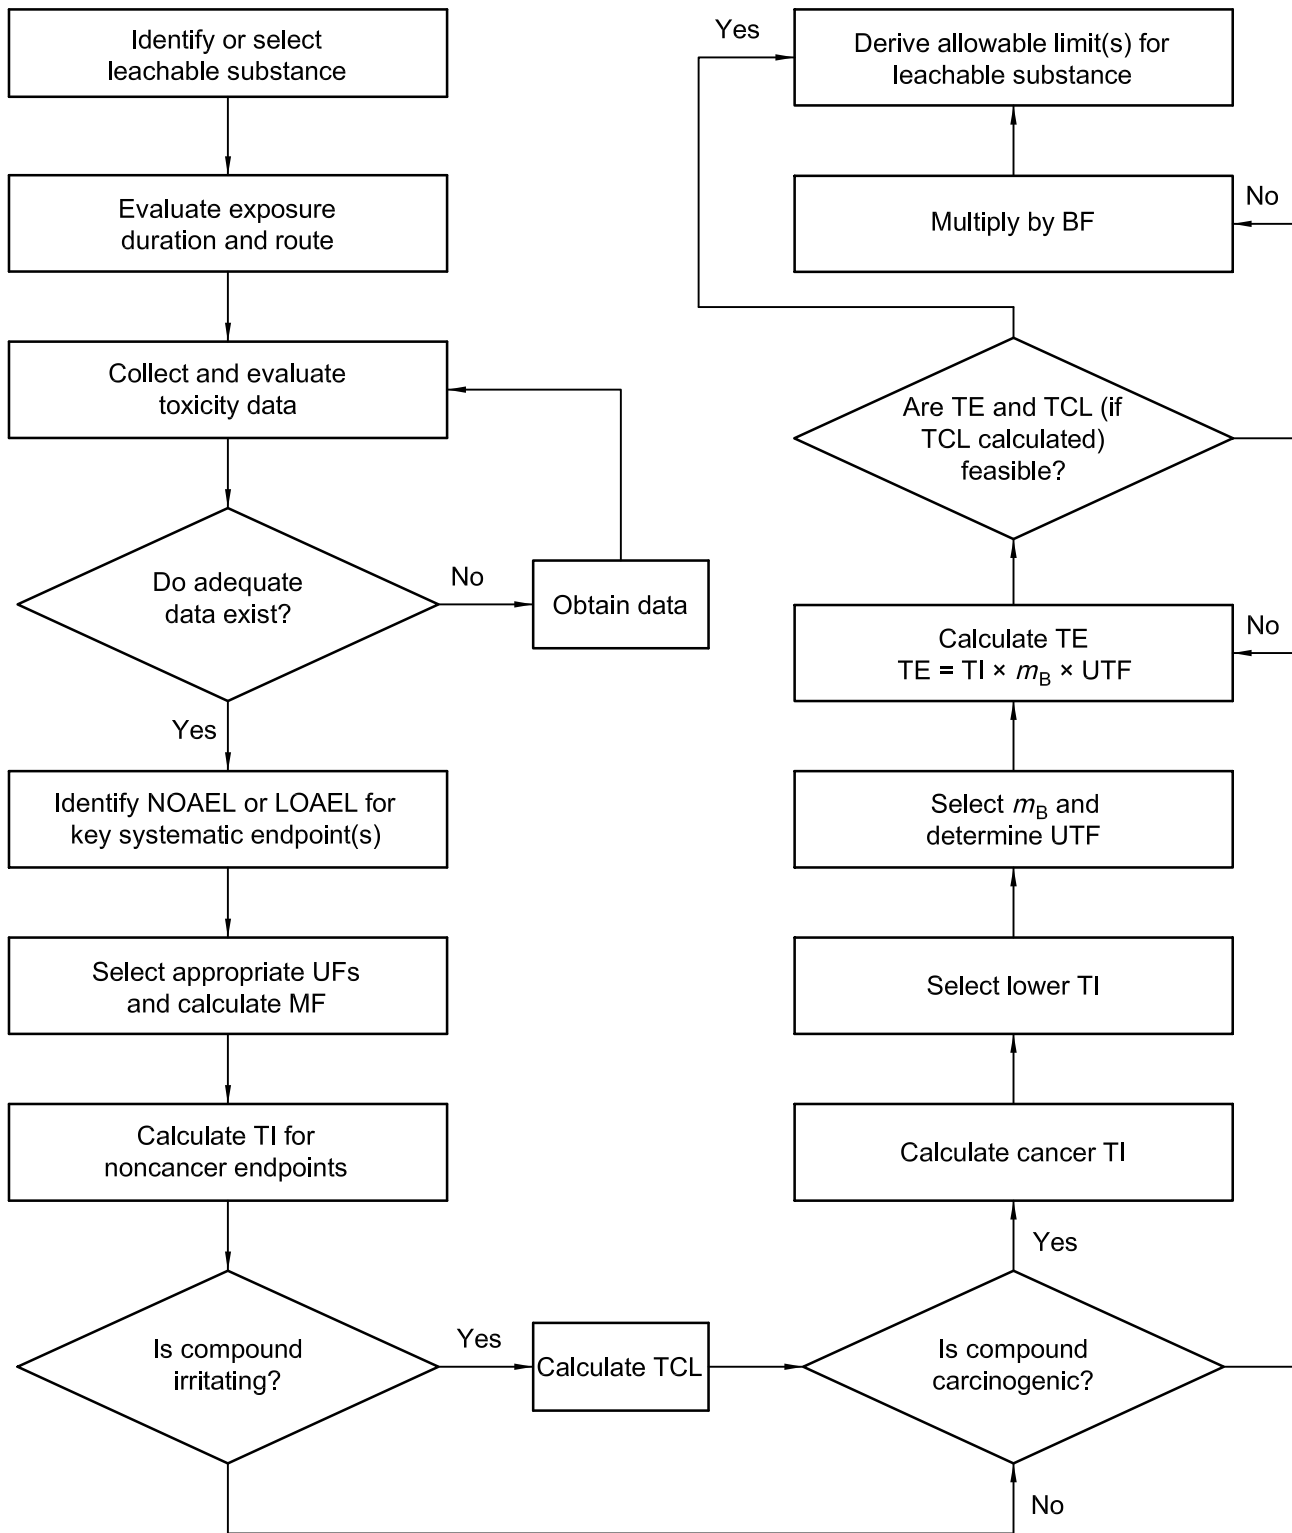 Identify or select
leachable substance
Evaluate exposure
duration and route
Collect and evaluate
toxicity data
Do adequate
data exist?
No
Obtain data
Yes
Identify NOAEL or LOAEL for
key systematic endpoint(s)
Select appropriate UFs
and calculate MF
Calculate TI for
noncancer endpoints
Is compound
irritating?
Yes
Calculate TCL
No
Is compound
carcinogenic?
Yes
Calculate cancer TI
Select lower TI
Select mB and
determine UTF
Calculate TE
TE = TI × mB × UTF
No
Are TE and TCL (if
TCL calculated)
feasible?
No
Multiply by BF
Yes
Derive allowable limit(s) for
leachable substance